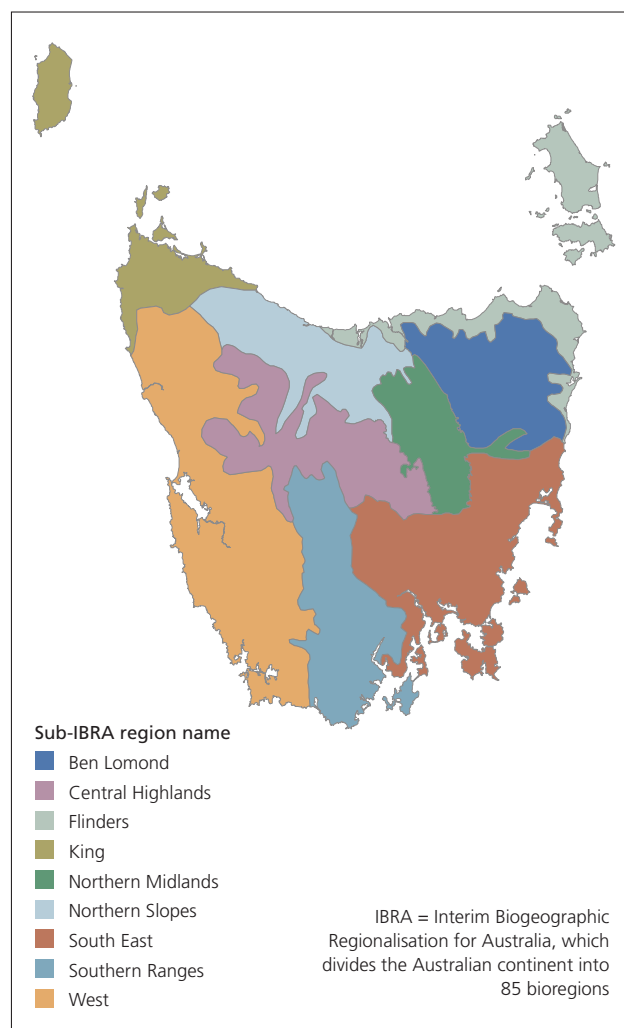 Sub-IBRA region name
Ben Lomond
Central Highlands
Flinders
King
Northern Midlands
Northern Slopes
South East
Southern Ranges
West
IBRA = Interim Biogeographic
Regionalisation for Australia, which
divides the Australian continent into
85 bioregions